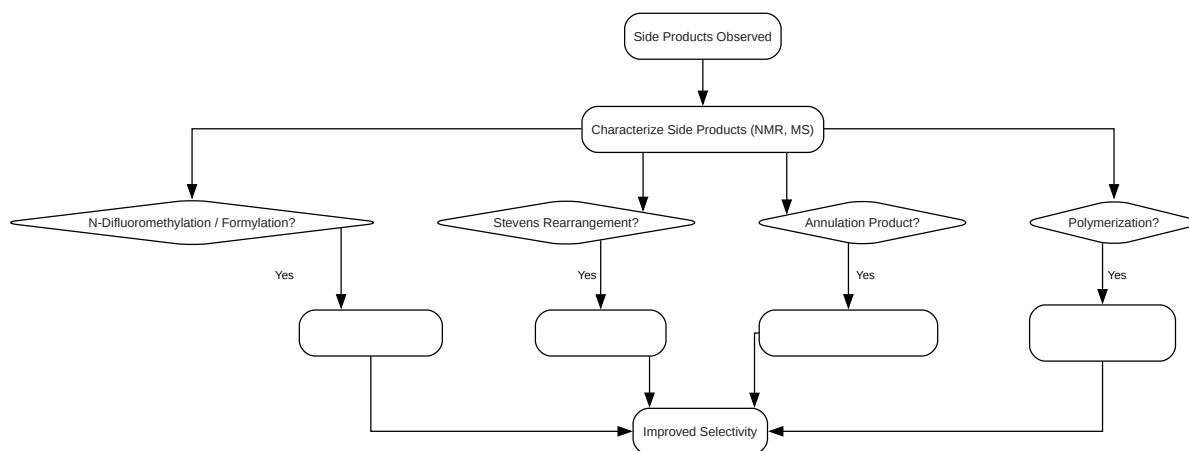 Side Products Observed
Characterize Side Products (NMR, MS)
N-Difluoromethylation / Formylation?
Stevens Rearrangement?
Annulation Product?
Polymerization?
Yes
Yes
Yes
Yes
Improved Selectivity